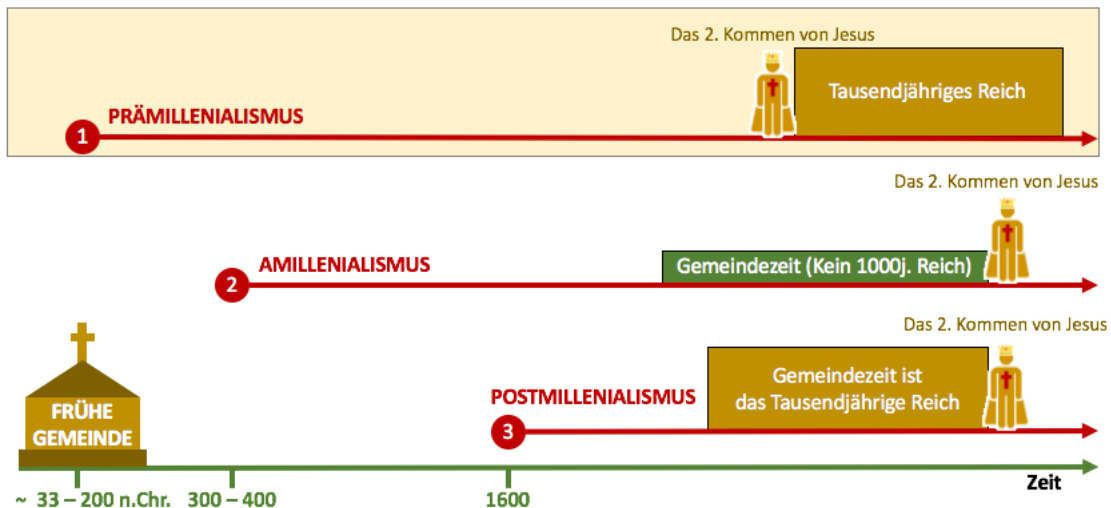 Das 2. Kommen von Jesus
Tausendjähriges Reich
PRÄMILLENIALISMUS
1
Das 2. Kommen von Jesus
AMILLENIALISMUS
Gemeindezeit (Kein 1000j. Reich)
2
Das 2. Kommen von Jesus
Gemeindezeit ist
das Tausendjährige Reich
POSTMILLENIALISMUS
3
FRÜHE
GEMEINDE
Zeit
~ 33 – 200 n.Chr.
300 – 400
1600